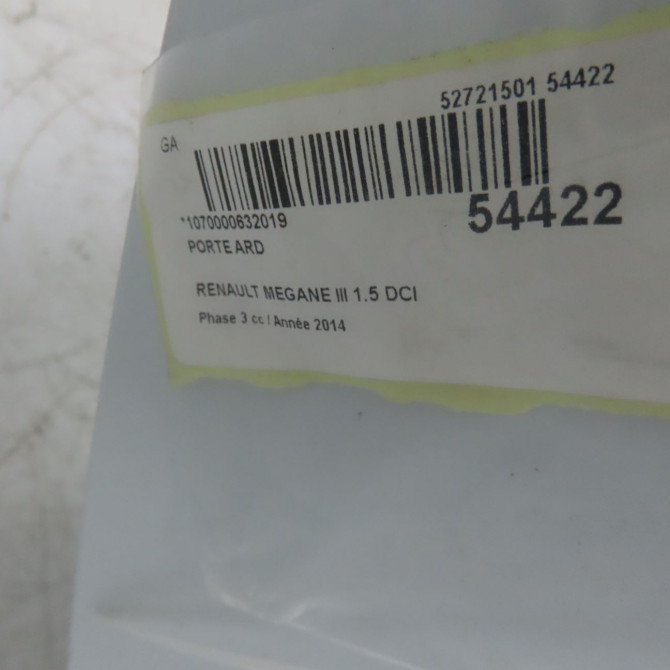 52721501 54422
GA
*1070000632019
54422
PORTE ARD
RENAULT MEGANE III 1.5 DCI
Phase 3 cc / Année 2014